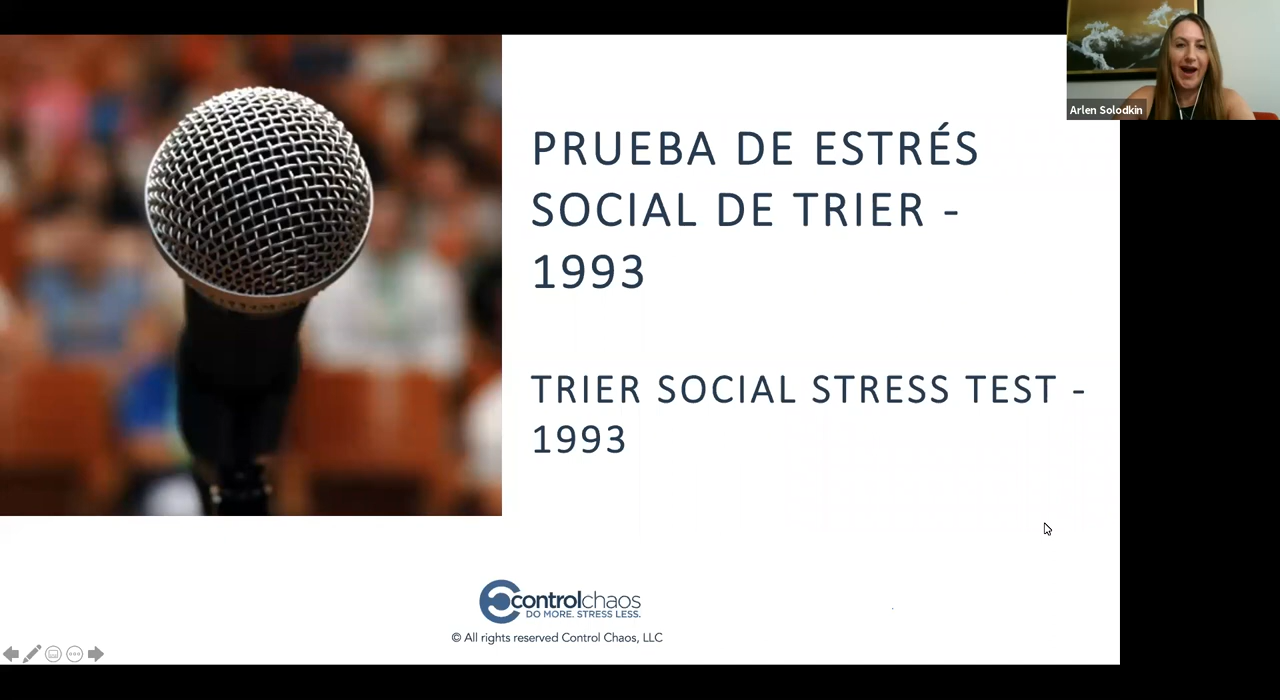 Arlen Solodkin
PRUEBA DE ESTRÉS
SOCIAL DE TRIER -
1993
TRIER SOCIAL STRESS TEST -
1993
controlchaos
DO MORE. STRESS LESS.
© All rights reserved Control Chaos, LLC